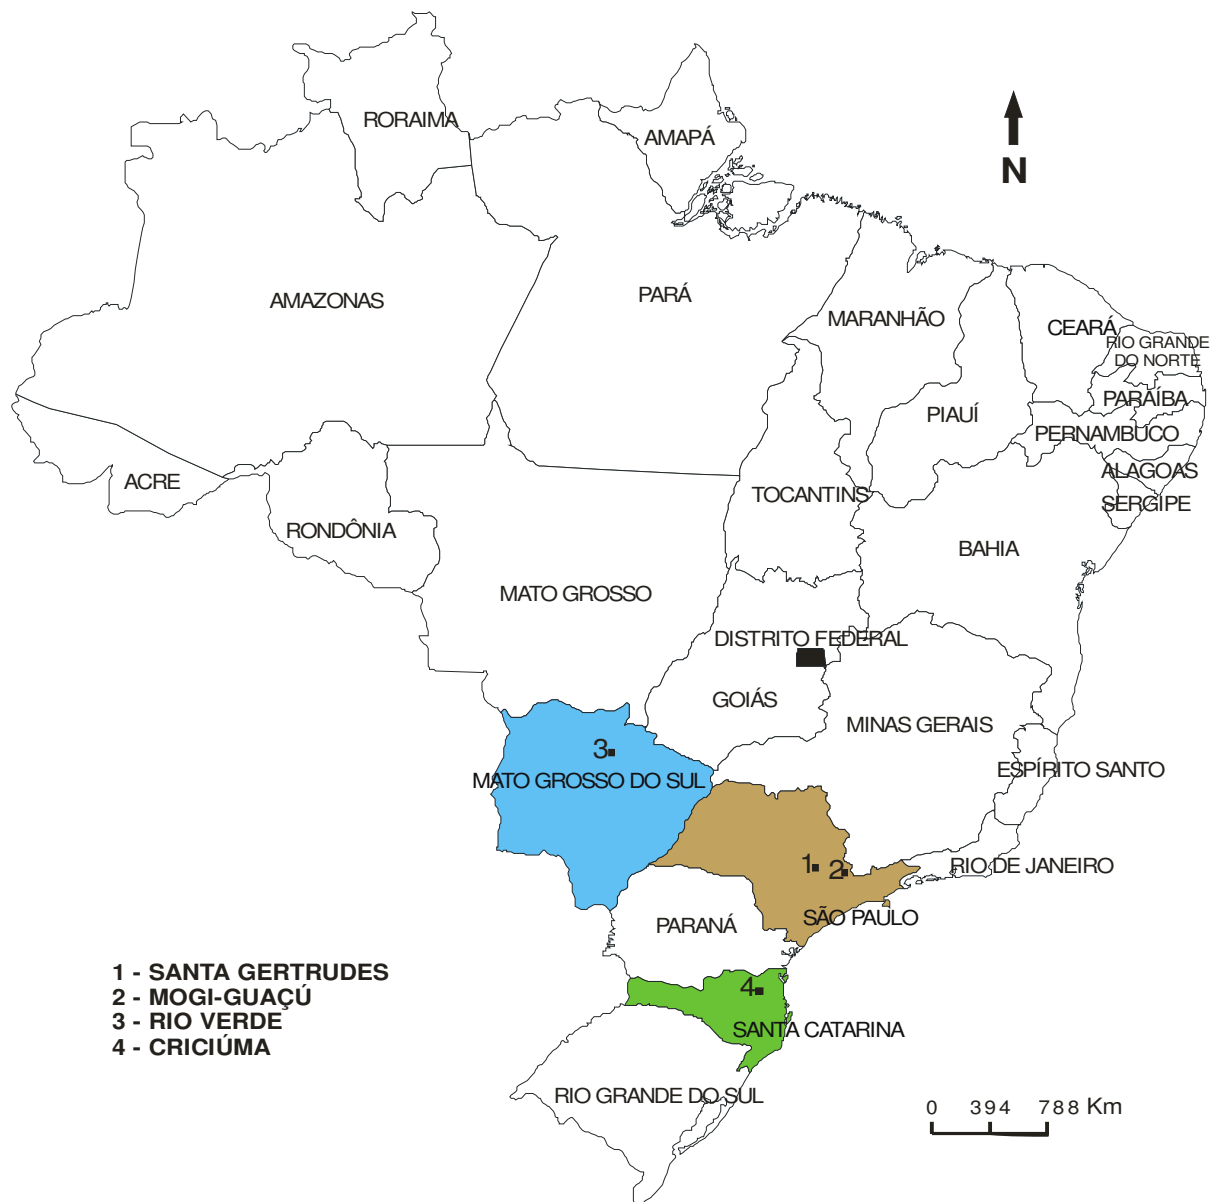 RORAIMA
AMAPÁ
N
AMAZONAS
PARÁ
MARANHÃO
CEARÁ
RIO GRANDE
DO NORTE
PARAÍBA
PIAUÍ
PERNAMBUCO
ALAGOAS
SERGIPE
ACRE
TOCANTINS
RONDÔNIA
BAHIA
MATO GROSSO
DISTRITO FEDERAL
GOIÁS
MINAS GERAIS
3
MATO GROSSO DO SUL
ESPÍRITO SANTO
1
2
RIO DE JANEIRO
SÃO PAULO
PARANÁ
4
SANTA CATARINA
RIO GRANDE DO SUL
1 - SANTA GERTRUDES
2 - MOGI-GUAÇÚ
3 - RIO VERDE
4 - CRICIÚMA
0 394 788 Km